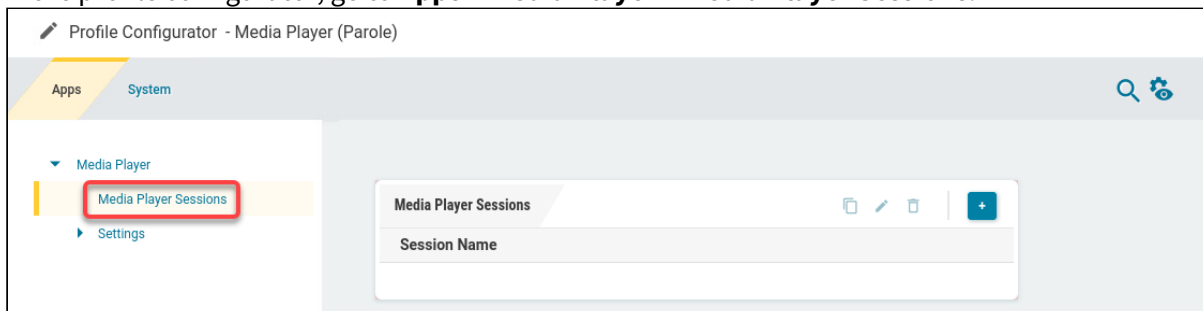 Profile Configurator - Media Player (Parole)
Apps
System
Media Player
Media Player Sessions
Settings
Media Player Sessions
+
Session Name